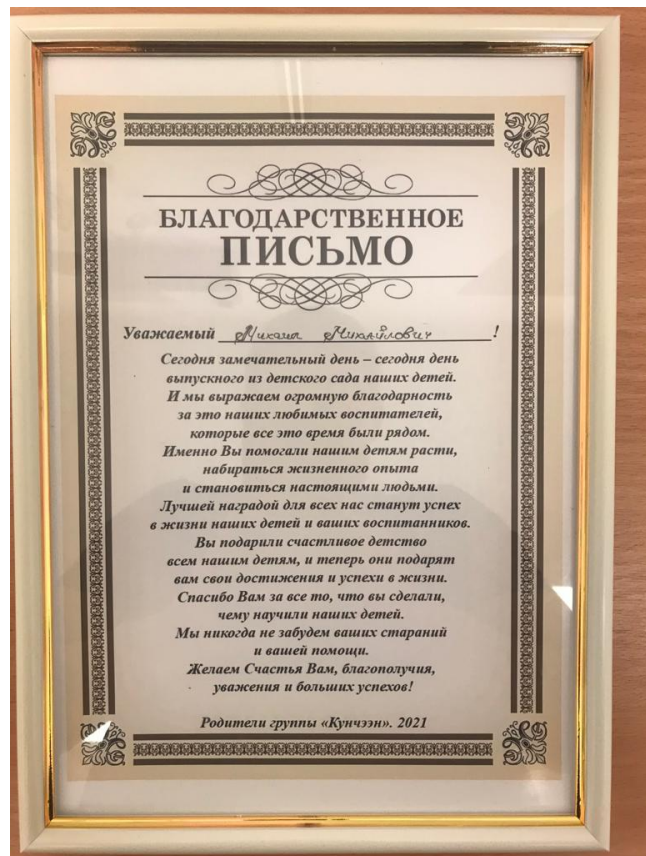 БЛАГОДАРСТВЕННОЕ
ПИСЬМО
Уважаемый Михаил Михайлович!
Сегодня замечательный день – сегодня день
выпускного из детского сада наших детей.
И мы выражаем огромную благодарность
за это наших любимых воспитателей,
которые все это время были рядом.
Именно Вы помогали нашим детям расти,
набираться жизненного опыта
и становиться настоящими людьми.
Лучшей наградой для всех нас станут успех
в жизни наших детей и ваших воспитанников.
Вы подарили счастливое детство
всем нашим детям, и теперь они подарят
вам свои достижения и успехи в жизни.
Спасибо Вам за все то, что вы сделали,
чему научили наших детей.
Мы никогда не забудем ваших стараний
и вашей помощи.
Желаем Счастья Вам, благополучия,
уважения и больших успехов!
Родители группы «Кунчээн». 2021